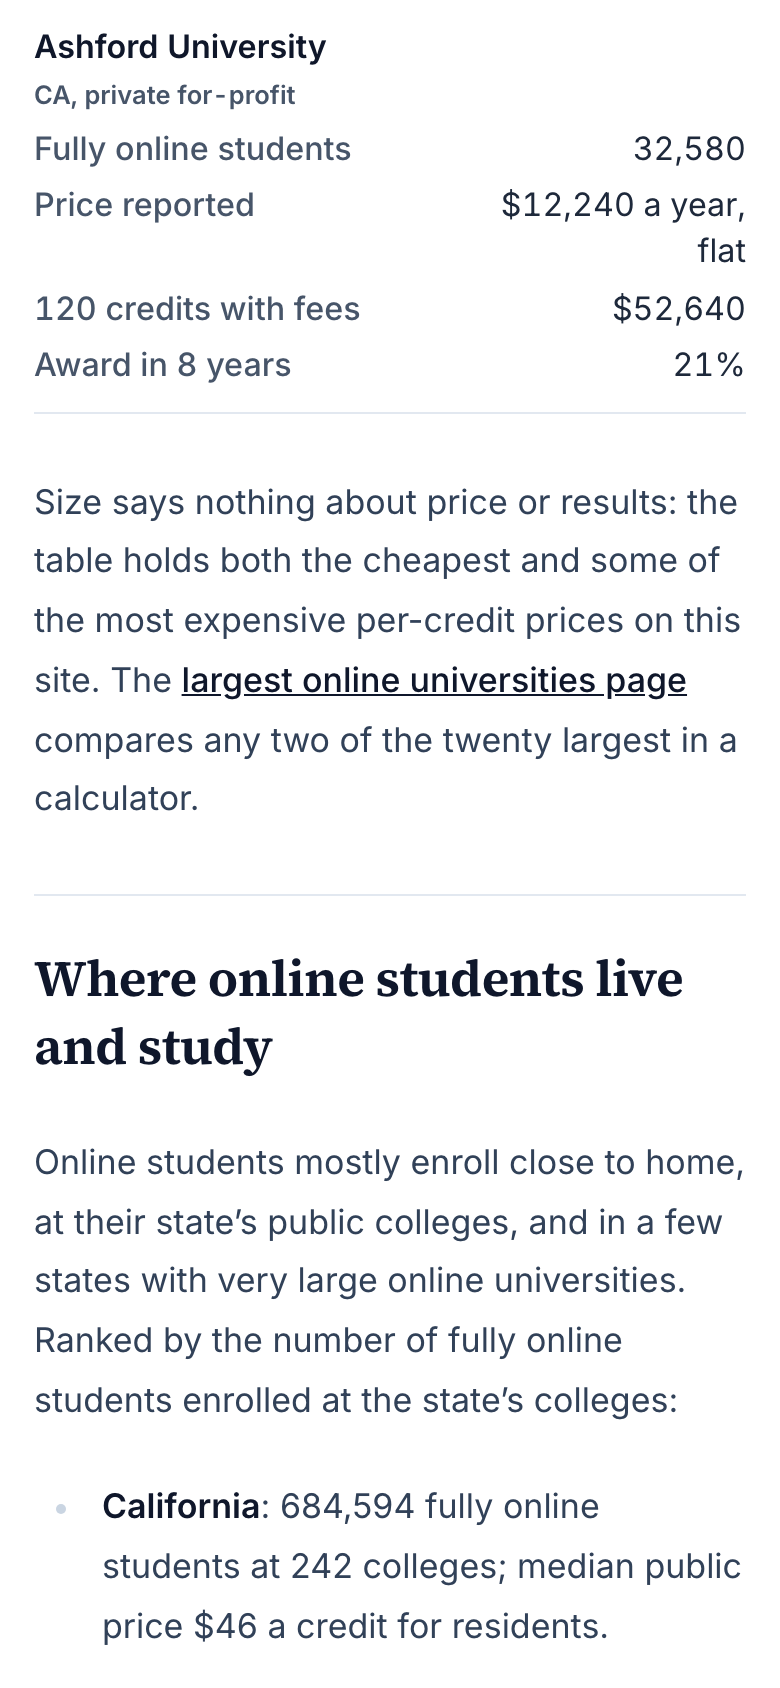 Ashford University
CA, private for-profit
Fully online students 32,580
Price reported $12,240 a year,
flat
120 credits with fees $52,640
Award in 8 years 21%
Size says nothing about price or results: the
table holds both the cheapest and some of
the most expensive per-credit prices on this
site. The largest online universities page
compares any two of the twenty largest in a
calculator.
Where online students live
and study
Online students mostly enroll close to home,
at their state’s public colleges, and in a few
states with very large online universities.
Ranked by the number of fully online
students enrolled at the state’s colleges:
• California: 684,594 fully online
students at 242 colleges; median public
price $46 a credit for residents.